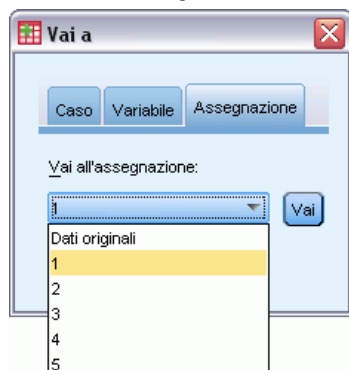 Vai a
Caso Variabile Assegnazione
Vai all'assegnazione:
1 Vai
Dati originali
1
2
3
4
5